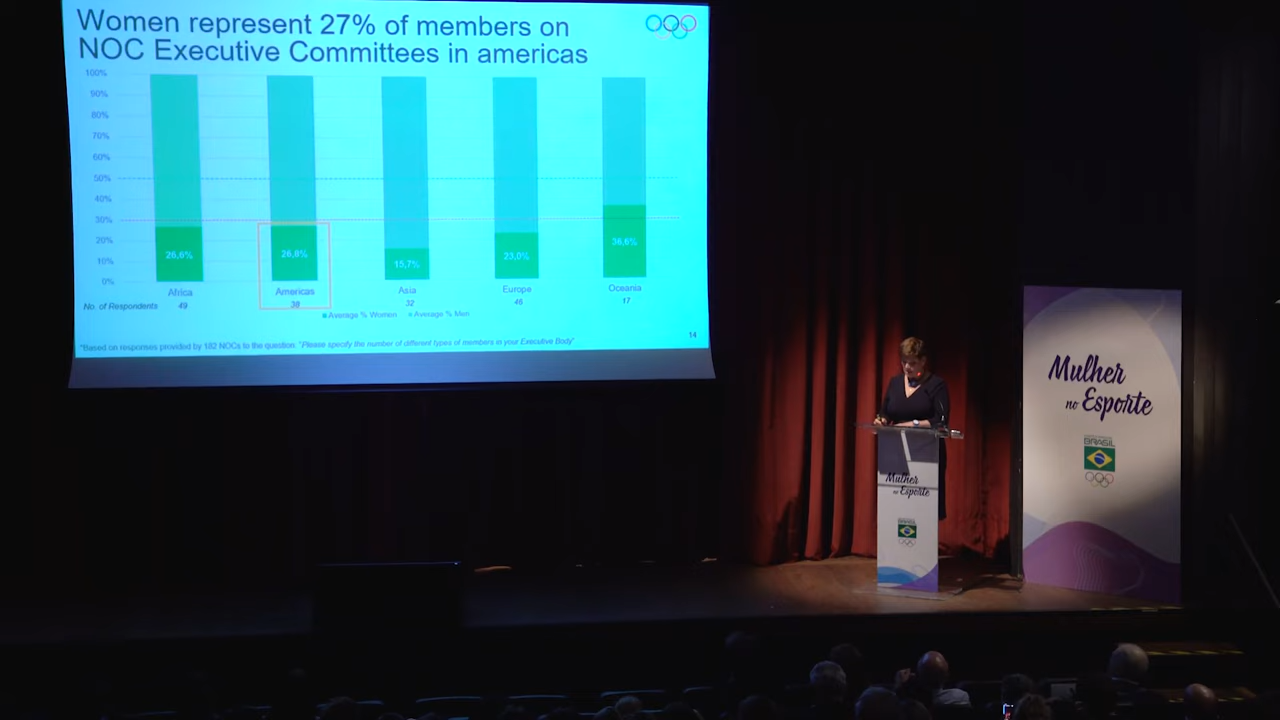 Women represent 27% of members on
NOC Executive Committees in americas
100%
90%
80%
70%
60%
50%
40%
30%
20%
10%
0%
26,6%
26,8%
15,7%
23,0%
36,6%
Africa
Americas
Asia
Europe
Oceania
No. of Respondents
49
38
32
46
17
Average % Women
Average % Men
14
*Based on responses provided by 182 NOCs to the question: "Please specify the number of different types of members in your Executive Body"
Mulher
no Esporte
BRASIL
Mulher
no Esporte
BRASIL